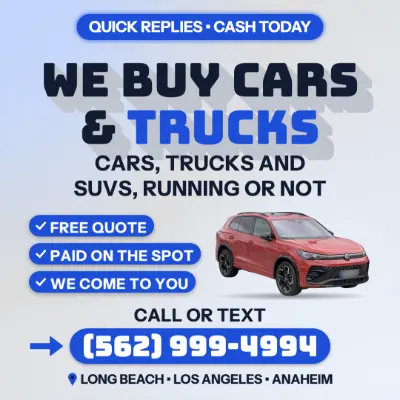 QUICK REPLIES • CASH TODAY
WE BUY CARS
& TRUCKS
CARS, TRUCKS AND
SUVS, RUNNING OR NOT
FREE QUOTE
PAID ON THE SPOT
WE COME TO YOU
CALL OR TEXT
(562) 999-4994
LONG BEACH • LOS ANGELES • ANAHEIM